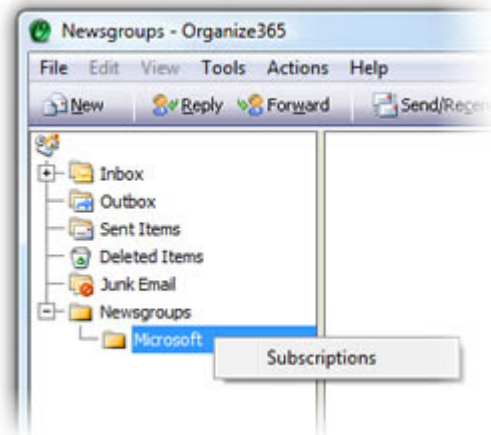 Newsgroups - Organize365
File Edit View Tools Actions Help
New Reply Forward Send/Recen
Inbox
Outbox
Sent Items
Deleted Items
Junk Email
Newsgroups
Microsoft
Subscriptions